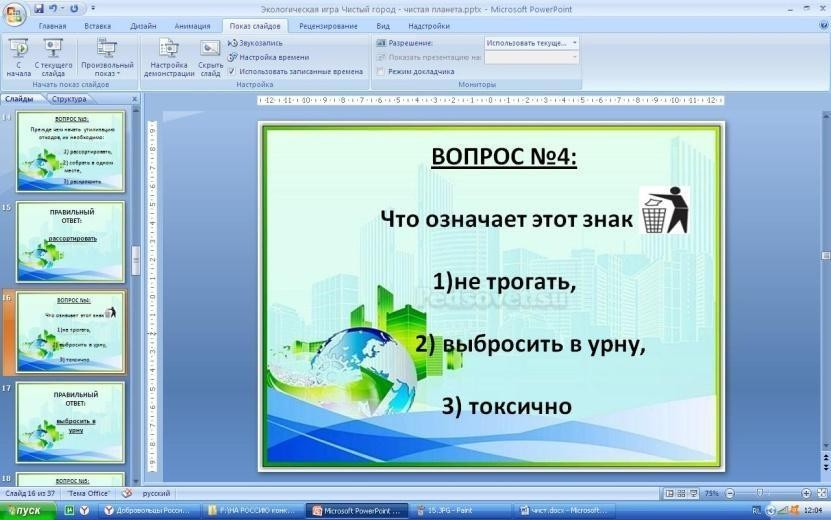 Экологическая игра Чистый город - чистая планета.pptx - Microsoft PowerPoint
Главная Вставка Дизайн Анимация Показ слайдов Рецензирование Вид Надстройки
С начала
С текущего слайда
Произвольный показ
Начать показ слайдов
Настройка демонстрации
Скрыть слайд
Звукозапись
Настройка времени
Использовать записанные времена
Настройка
Разрешение: Использовать текуще...
Показать презентацию на:
Режим докладчика
Мониторы
Слайды Структура
14
ВОПРОС №3:
Прежде чем начать утилизацию
отходов, их необходимо:
1) рассортировать,
2) собрать в одном
месте,
3) расположить
15
ПРАВИЛЬНЫЙ
ОТВЕТ:
рассортировать
16
ВОПРОС №4:
Что означает этот знак
1)не трогать,
2) выбросить в урну,
3) токсично
17
ПРАВИЛЬНЫЙ
ОТВЕТ:
выбросить в
урну
18
ВОПРОС №5:
ВОПРОС №4:
Что означает этот знак
1)не трогать,
Pedsovet.su
2) выбросить в урну,
3) токсично
Слайд 16 из 37 "Тема Office" русский 75%
пуск Добровольцы Росси... F:\НА РОССИЮ конк... Microsoft PowerPoint ... 15.JPG - Paint чист.docx - Microsoft... RU 12:04